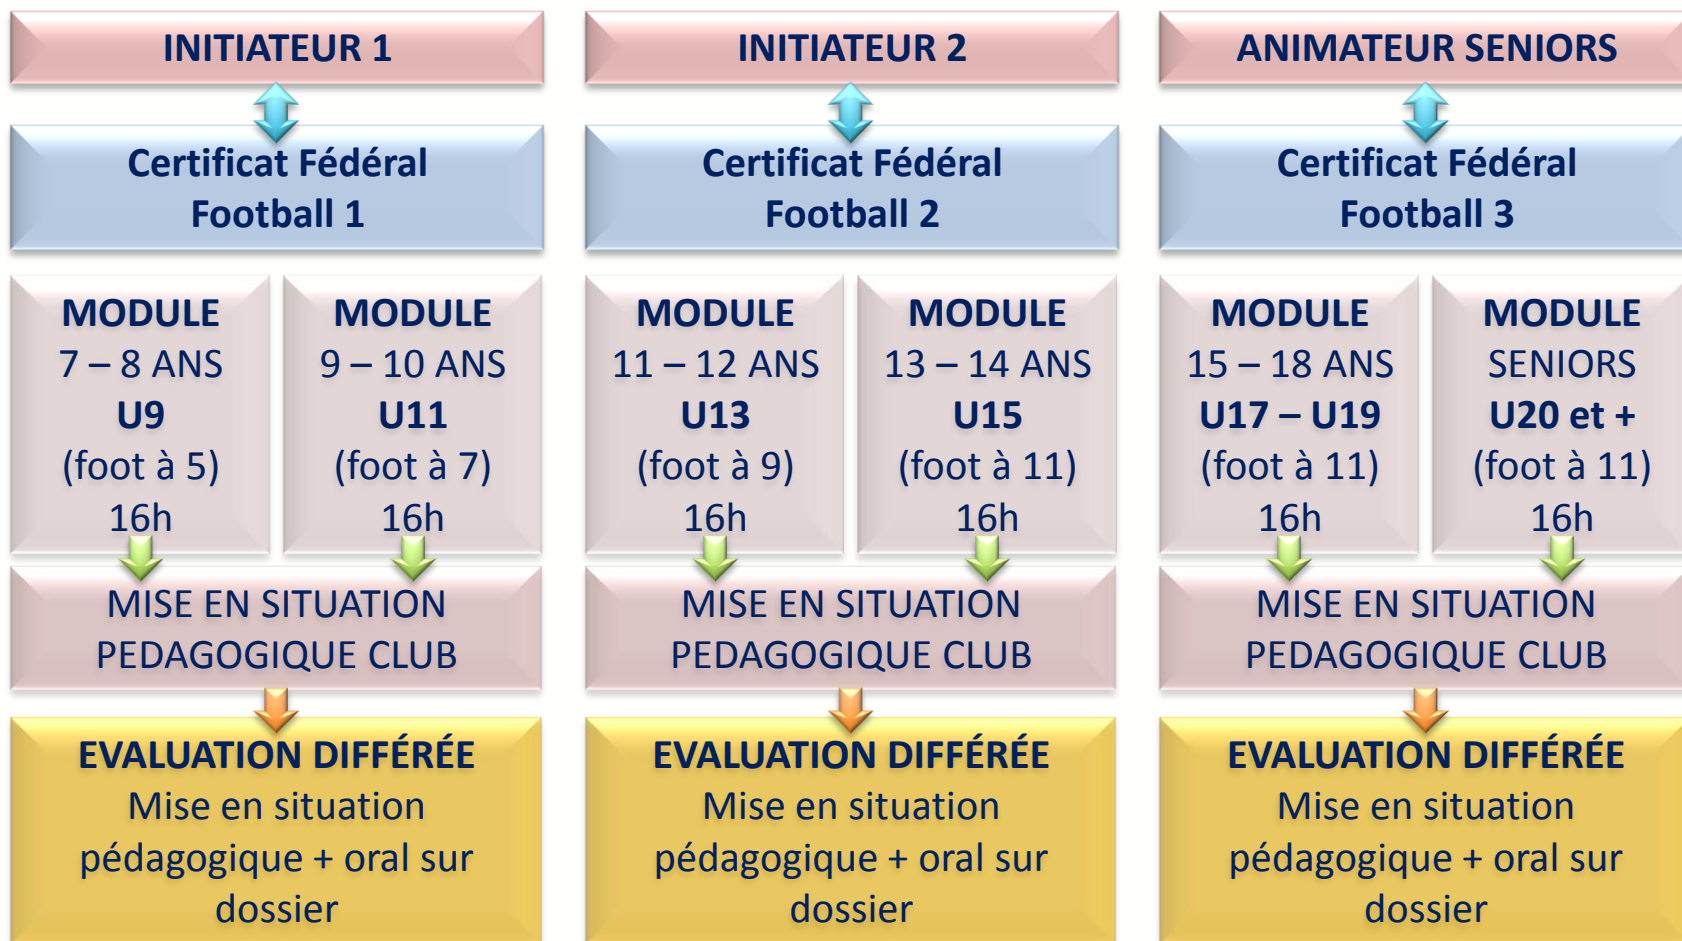 INITIATEUR 1
INITIATEUR 2
ANIMATEUR SENIORS
Certificat Fédéral
Football 1
Certificat Fédéral
Football 2
Certificat Fédéral
Football 3
MODULE
7 – 8 ANS
U9
(foot à 5)
16h
MODULE
9 – 10 ANS
U11
(foot à 7)
16h
MODULE
11 – 12 ANS
U13
(foot à 9)
16h
MODULE
13 – 14 ANS
U15
(foot à 11)
16h
MODULE
15 – 18 ANS
U17 – U19
(foot à 11)
16h
MODULE
SENIORS
U20 et +
(foot à 11)
16h
MISE EN SITUATION
PEDAGOGIQUE CLUB
MISE EN SITUATION
PEDAGOGIQUE CLUB
MISE EN SITUATION
PEDAGOGIQUE CLUB
EVALUATION DIFFÉRÉE
Mise en situation
pédagogique + oral sur
dossier
EVALUATION DIFFÉRÉE
Mise en situation
pédagogique + oral sur
dossier
EVALUATION DIFFÉRÉE
Mise en situation
pédagogique + oral sur
dossier